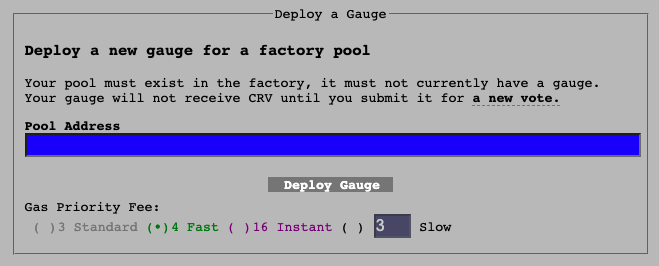 Deploy a Gauge
Deploy a new gauge for a factory pool
Your pool must exist in the factory, it must not currently have a gauge.
Your gauge will not receive CRV until you submit it for a new vote.
Pool Address
Deploy Gauge
Gas Priority Fee:
( )3 Standard (•)4 Fast ( )16 Instant ( ) 3 Slow